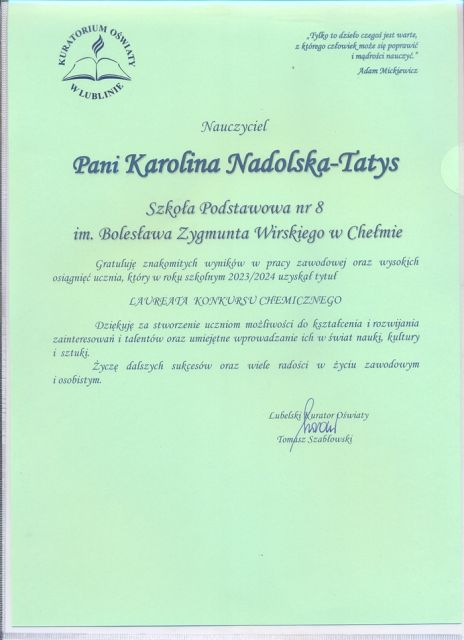 KURATORIUM OŚWIATY
W LUBLINIE
„Tylko to dzieło czegoś jest warte,
z którego człowiek może się poprawić
i mądrości nauczyć.”
Adam Mickiewicz
Nauczyciel
Pani Karolina Nadolska-Tatys
Szkoła Podstawowa nr 8
im. Bolesława Zygmunta Wirskiego w Chełmie
Gratuluję znakomitych wyników w pracy zawodowej oraz wysokich
osiągnięć ucznia, który w roku szkolnym 2023/2024 uzyskał tytuł
LAUREATA KONKURSU CHEMICZNEGO
Dziękuję za stworzenie uczniom możliwości do kształcenia i rozwijania
zainteresowań i talentów oraz umiejętne wprowadzanie ich w świat nauki, kultury
i sztuki.
Życzę dalszych sukcesów oraz wiele radości w życiu zawodowym
i osobistym.
Lubelski Kurator Oświaty
Tomasz Szabłowski